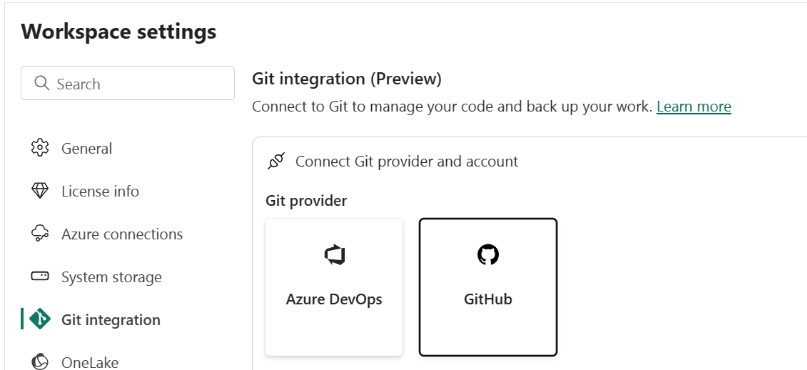 Workspace settings
Search
General
License info
Azure connections
System storage
Git integration
OneLake
Git integration (Preview)
Connect to Git to manage your code and back up your work. Learn more
Connect Git provider and account
Git provider
Azure DevOps
GitHub